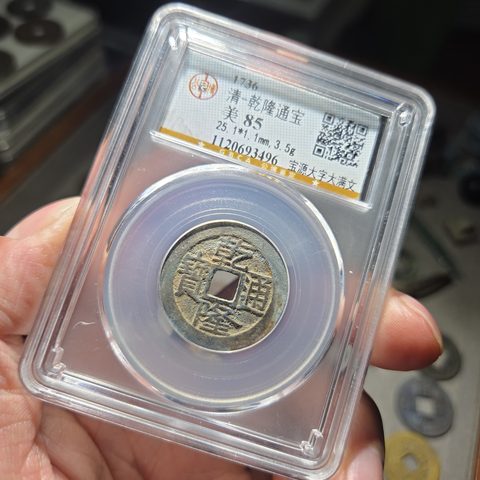 1736
清-乾隆通宝
美 85
25.1*1.1mm, 3.5g
1120693496 宝源大字大满文
乾隆通寶